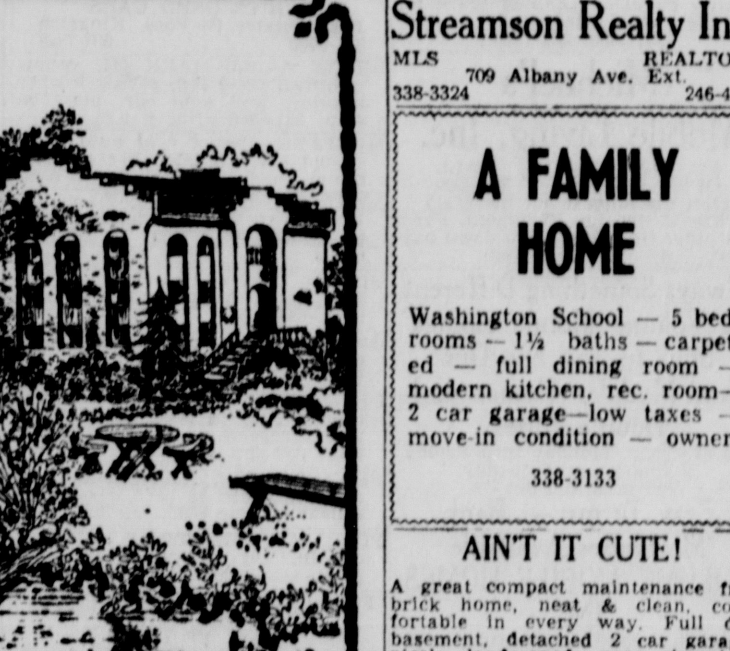 Streamson Realty In
MLS REALTO
709 Albany Ave. Ext.
338-3324 246-4
A FAMILY
HOME
Washington School — 5 bed
rooms — 1½ baths — carpet
ed — full dining room —
modern kitchen, rec. room—
2 car garage—low taxes —
move-in condition — owner
338-3133
AIN'T IT CUTE!
A great compact maintenance f
brick home, neat & clean, co
fortable in every way. Full
basement, detached 2 car gara